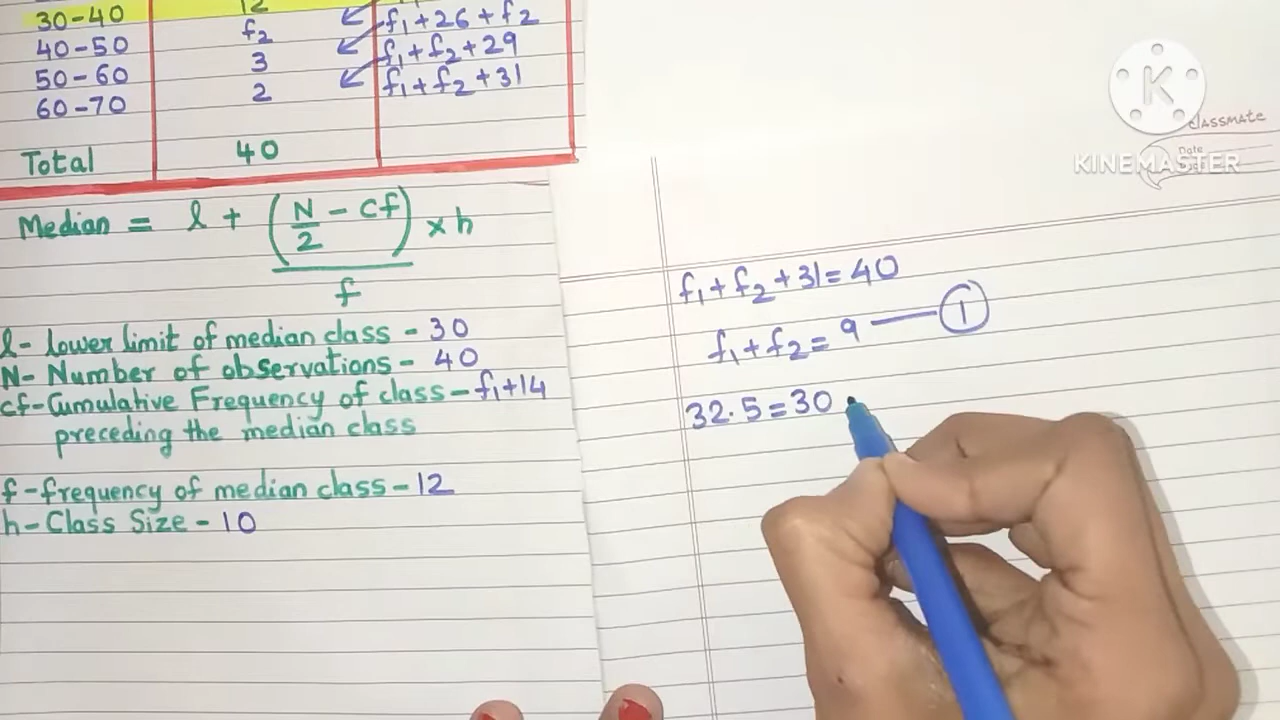 30-40 12 f₁+26+f₂
40-50 f₂ f₁+f₂+29
50-60 3 f₁+f₂+31
60-70 2
Total 40
Median = l + (N/2 - cf)/f × h
l- lower limit of median class - 30
N- Number of observations - 40
cf-Cumulative Frequency of class-f₁+14
preceding the median class
f-frequency of median class-12
h-Class Size-10
f₁+f₂+31=40
f₁+f₂=9 — ①
32.5=30
K
KINEMASTER
classmate
Date